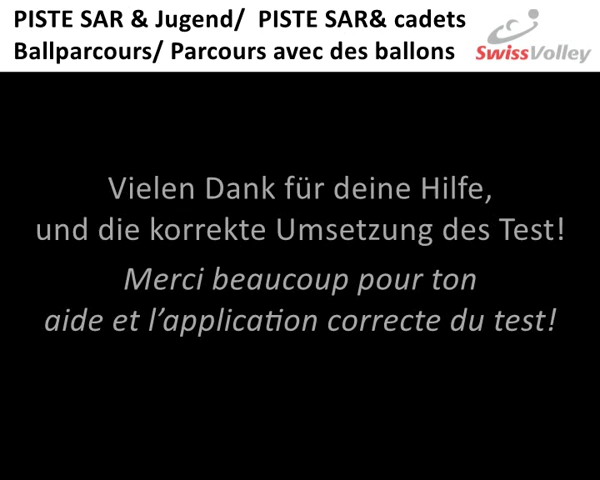 PISTE SAR & Jugend/ PISTE SAR& cadets
Ballparcours/ Parcours avec des ballons
SwissVolley
Vielen Dank für deine Hilfe,
und die korrekte Umsetzung des Test!
Merci beaucoup pour ton
aide et l’application correcte du test!